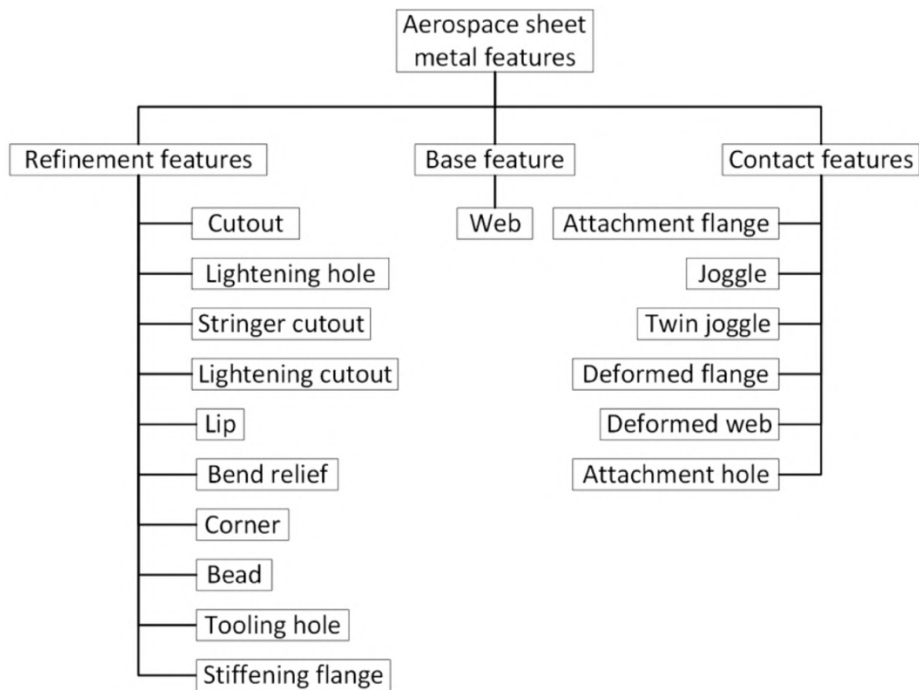 Aerospace sheet
metal features
Refinement features
Base feature
Contact features
Cutout
Lightening hole
Stringer cutout
Lightening cutout
Lip
Bend relief
Corner
Bead
Tooling hole
Stiffening flange
Web
Attachment flange
Joggle
Twin joggle
Deformed flange
Deformed web
Attachment hole